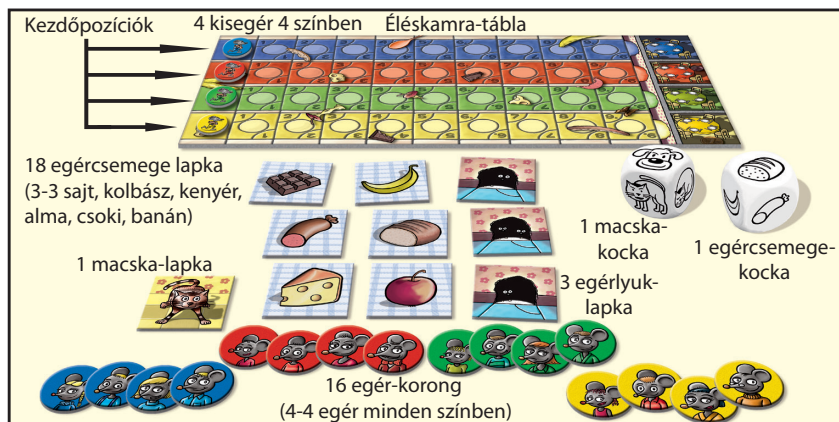 Kezdőpozíciók
4 kisegér 4 színben
Éléskamra-tábla
18 egércsemege lapka
(3-3 sajt, kolbász, kenyér,
alma, csoki, banán)
1 macska-lapka
1 macska-
kocka
1 egércsemege-
kocka
3 egérlyuk-
lapka
16 egér-korong
(4-4 egér minden színben)